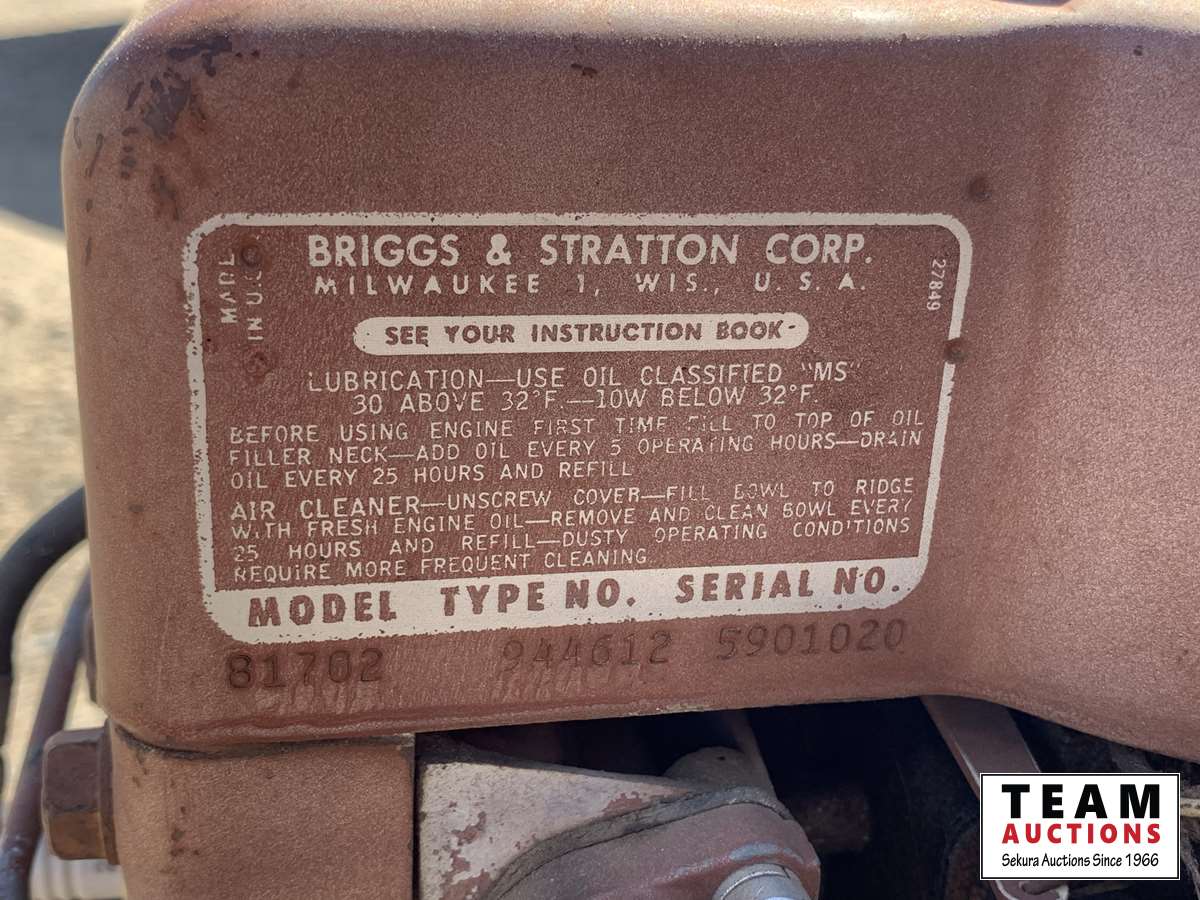 BRIGGS & STRATTON CORP.
MILWAUKEE 1, WIS., U. S. A.
MADE
IN U.S.
27849
SEE YOUR INSTRUCTION BOOK
LUBRICATION—USE OIL CLASSIFIED "MS"
30 ABOVE 32°F.—10W BELOW 32°F.
BEFORE USING ENGINE FIRST TIME FILL TO TOP OF OIL
FILLER NECK—ADD OIL EVERY 5 OPERATING HOURS—DRAIN
OIL EVERY 25 HOURS AND REFILL
AIR CLEANER—UNSCREW COVER—FILL BOWL TO RIDGE
WITH FRESH ENGINE OIL—REMOVE AND CLEAN BOWL EVERY
25 HOURS AND REFILL—DUSTY OPERATING CONDITIONS
REQUIRE MORE FREQUENT CLEANING
MODEL TYPE NO. SERIAL NO.
81702 944612 5901020
TEAM
AUCTIONS
Sekura Auctions Since 1966